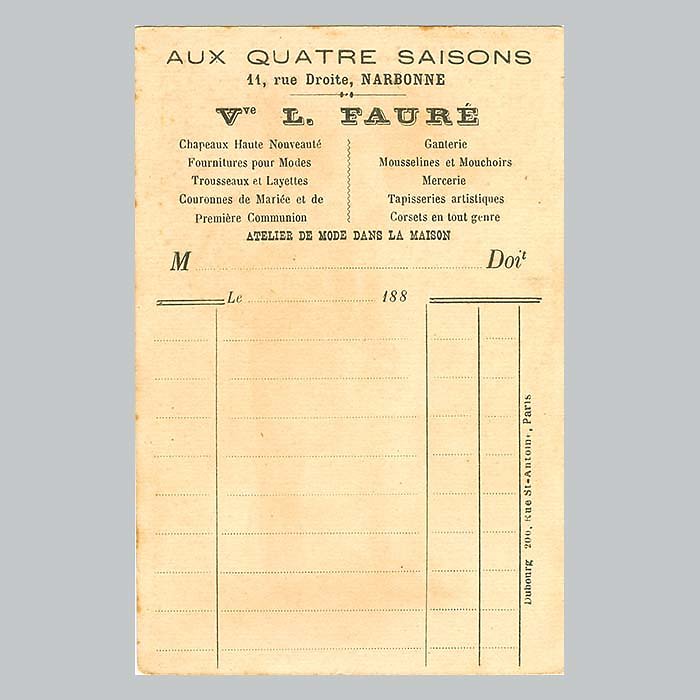 AUX QUATRE SAISONS
11, rue Droite, NARBONNE
Vve L. FAURÉ
Chapeaux Haute Nouveauté
Fournitures pour Modes
Trousseaux et Layettes
Couronnes de Mariée et de
Première Communion
Ganterie
Mousselines et Mouchoirs
Mercerie
Tapisseries artistiques
Corsets en tout genre
ATELIER DE MODE DANS LA MAISON
M Doit
Le 188
Dubourg 200, Rue St-Antoine, Paris